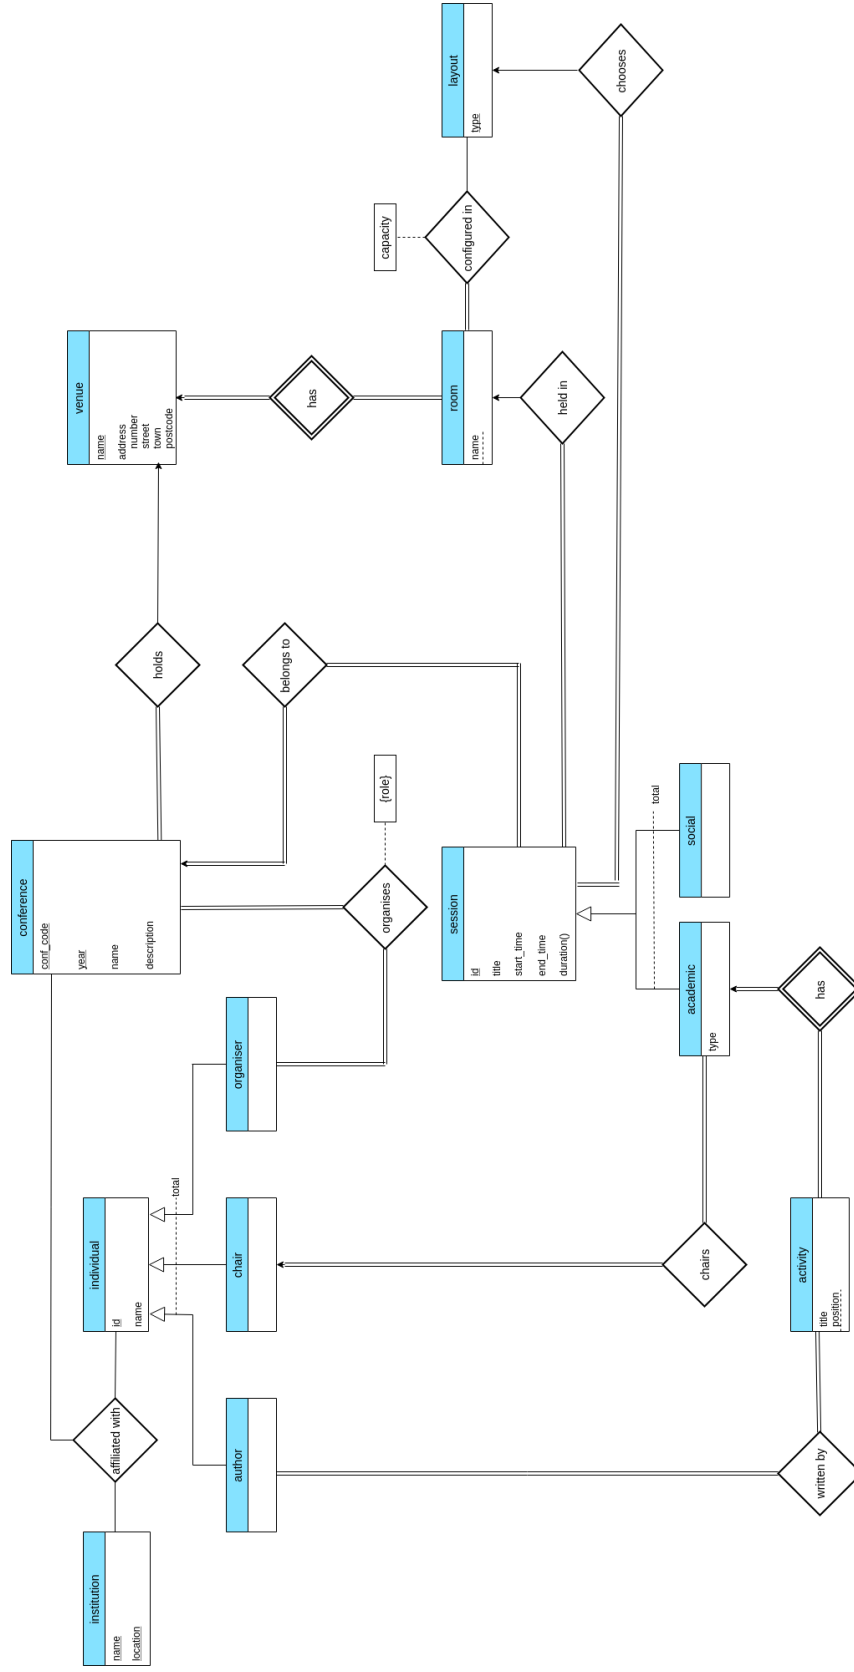 institution
name
location
affiliated with
individual
id
name
total
conference
conf_code
year
name
description
holds
venue
name
address
number
street
town
postcode
author
chair
organiser
organises
{role}
belongs to
has
capacity
configured in
layout
type
room
name
held in
chooses
session
id
title
start_time
end_time
duration()
total
academic
type
social
chairs
written by
activity
title
position
has